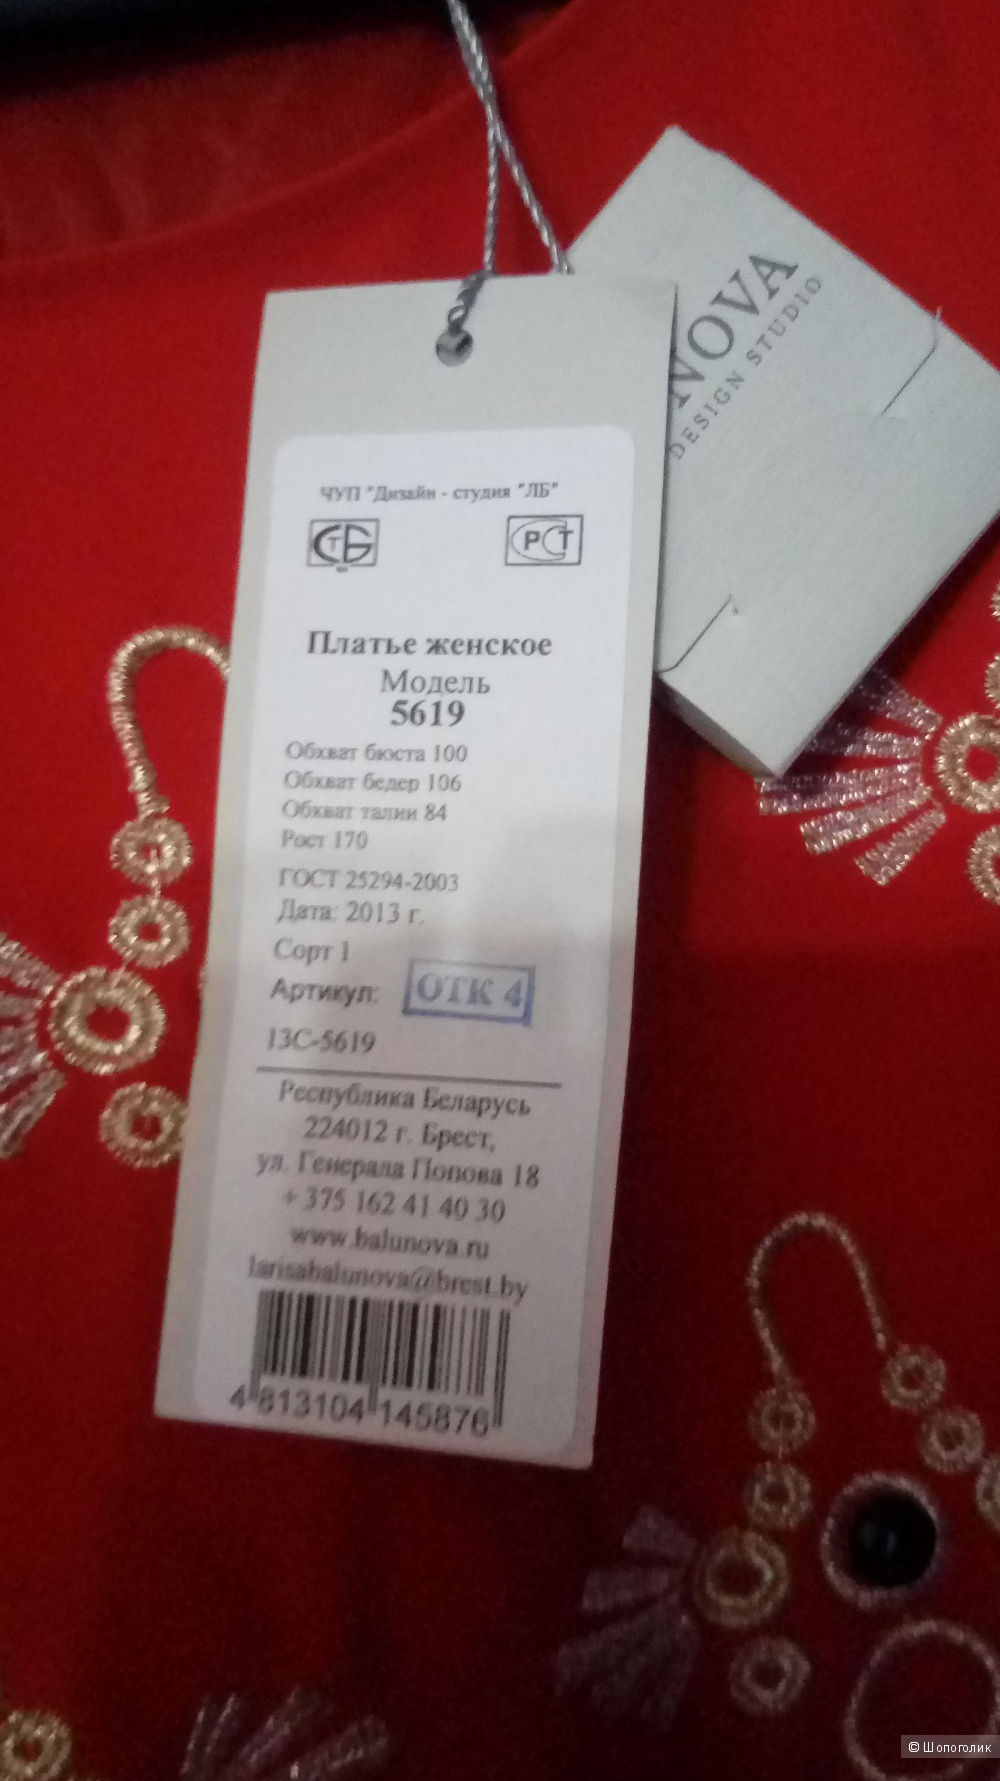 NOVA
DESIGN STUDIO
ЧУП "Дизайн - студия "ЛБ"
СТБ
РСТ
Платье женское
Модель
5619
Обхват бюста 100
Обхват бедер 106
Обхват талии 84
Рост 170
ГОСТ 25294-2003
Дата: 2013 г.
Сорт 1
Артикул:
ОТК 4
13С-5619
Республика Беларусь
224012 г. Брест,
ул. Генерала Попова 18
+ 375 162 41 40 30
www.balunova.ru
larisabalunova@brest.by
4 813104 145876
© Шопоголик